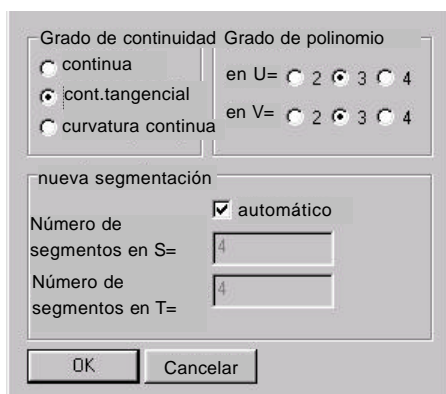 Grado de continuidad
continua
cont.tangencial
curvatura continua
Grado de polinomio
en U= 2 3 4
en V= 2 3 4
nueva segmentación
automático
Número de
segmentos en S= 4
Número de
segmentos en T= 4
OK Cancelar